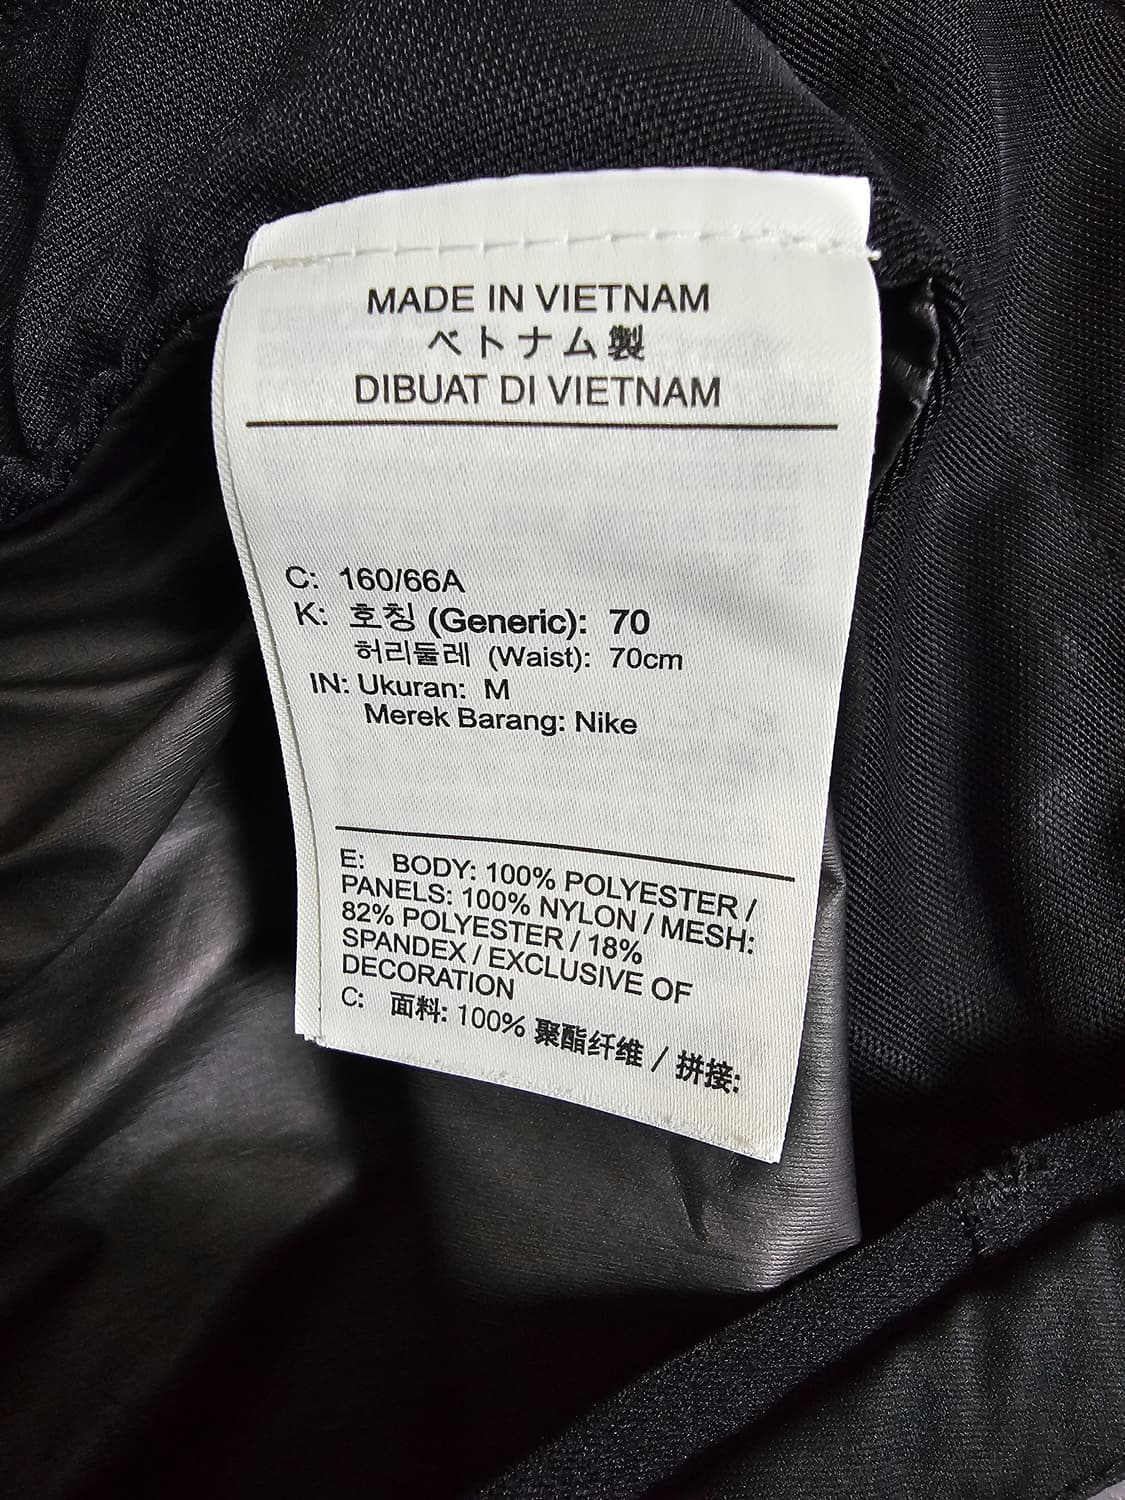 MADE IN VIETNAM
ベトナム製
DIBUAT DI VIETNAM
C: 160/66A
K: 호칭 (Generic): 70
허리둘레 (Waist): 70cm
IN: Ukuran: M
Merek Barang: Nike
E: BODY: 100% POLYESTER /
PANELS: 100% NYLON / MESH:
82% POLYESTER / 18%
SPANDEX / EXCLUSIVE OF
DECORATION
C: 面料: 100% 聚酯纤维 / 拼接: